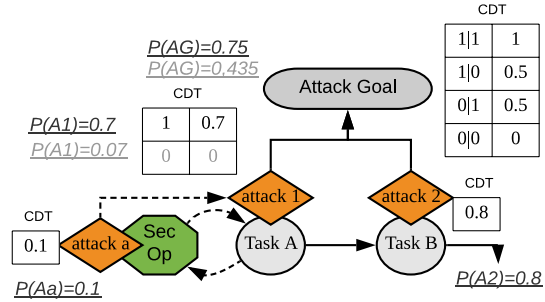 CDT
1|1 1
1|0 0.5
0|1 0.5
0|0 0
P(AG)=0.75
P(AG)=0.435
Attack Goal
CDT
1 0.7
0 0
P(A1)=0.7
P(A1)=0.07
attack 1
attack 2
CDT
0.8
CDT
0.1
attack a
Sec
Op
Task A
Task B
P(Aa)=0.1
P(A2)=0.8